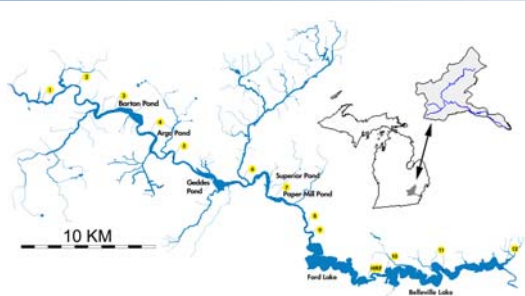 1
2
3
Barton Pond
4
Argo Pond
5
Geddes
Pond
6
Superior Pond
7
Paper Mill Pond
8
9
10 KM
Ford Lake
HRF
10
11
12
Belleville Lake